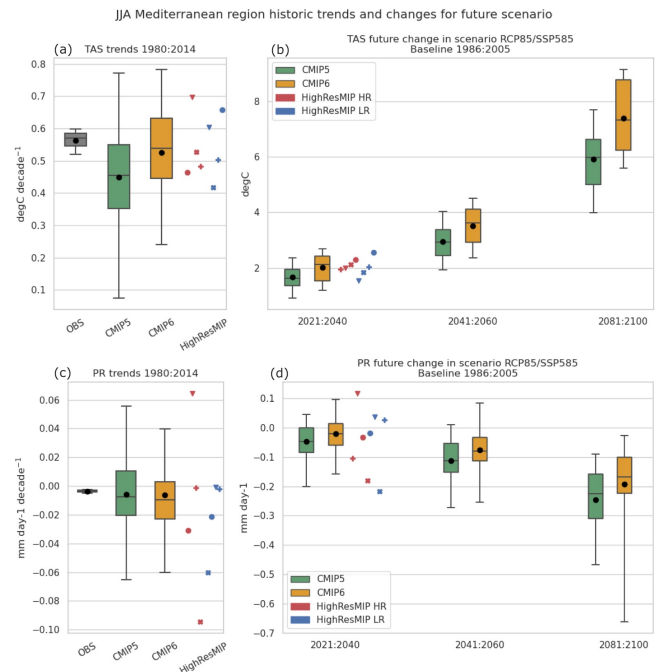 JJA Mediterranean region historic trends and changes for future scenario
(a) TAS trends 1980:2014
degC decade⁻¹
0.8
0.7
0.6
0.5
0.4
0.3
0.2
0.1
OBS
CMIP5
CMIP6
HighResMIP
(b) TAS future change in scenario RCP85/SSP585
Baseline 1986:2005
CMIP5
CMIP6
HighResMIP HR
HighResMIP LR
degC
8
6
4
2
2021:2040
2041:2060
2081:2100
(c) PR trends 1980:2014
mm day-1 decade⁻¹
0.06
0.04
0.02
0.00
−0.02
−0.04
−0.06
−0.08
−0.10
OBS
CMIP5
CMIP6
HighResMIP
(d) PR future change in scenario RCP85/SSP585
Baseline 1986:2005
mm day-1
0.1
0.0
−0.1
−0.2
−0.3
−0.4
−0.5
−0.6
−0.7
CMIP5
CMIP6
HighResMIP HR
HighResMIP LR
2021:2040
2041:2060
2081:2100